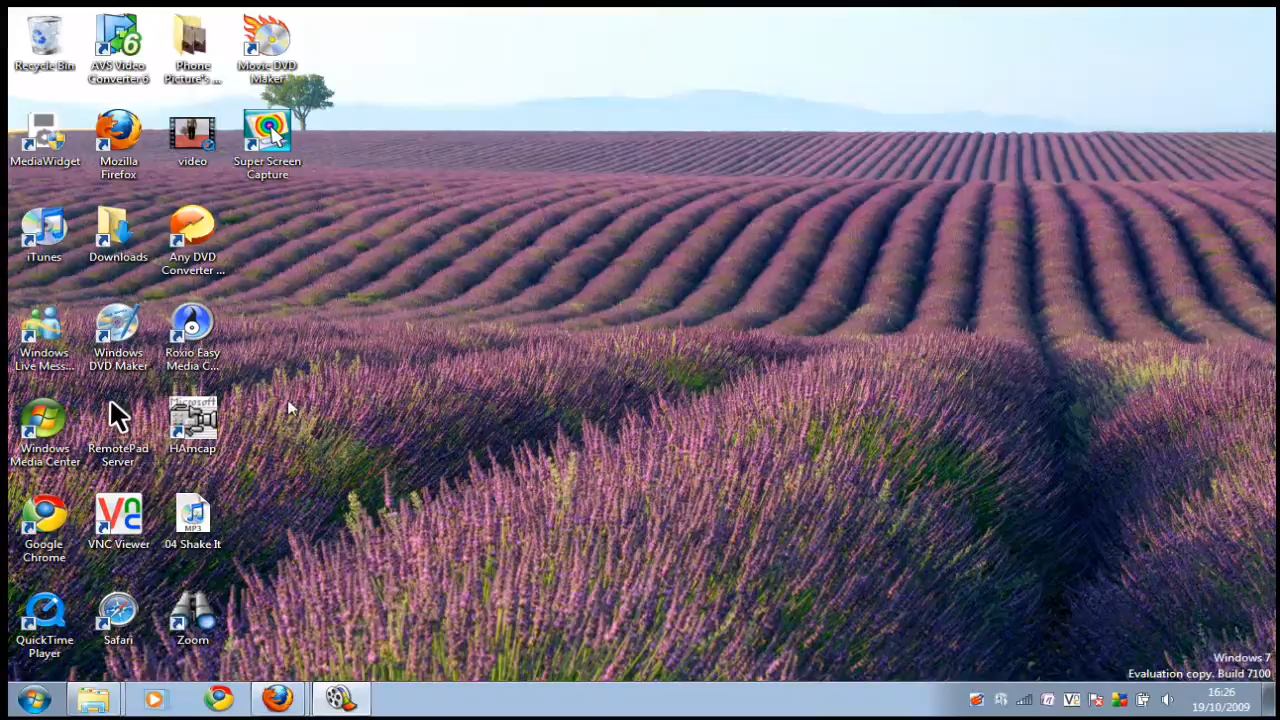 Recycle Bin
AVS Video
Converter 6
Phone
Picture's ...
Movie DVD
Maker
MediaWidget
Mozilla
Firefox
video
Super Screen
Capture
iTunes
Downloads
Any DVD
Converter ...
Windows
Live Mess...
Windows
DVD Maker
Roxio Easy
Media C...
Microsoft
Windows
Media Center
RemotePad
Server
HAmcap
Google
Chrome
VNC Viewer
MP3
04 Shake It
QuickTime
Player
Safari
Zoom
Windows 7
Evaluation copy. Build 7100
16:26
19/10/2009